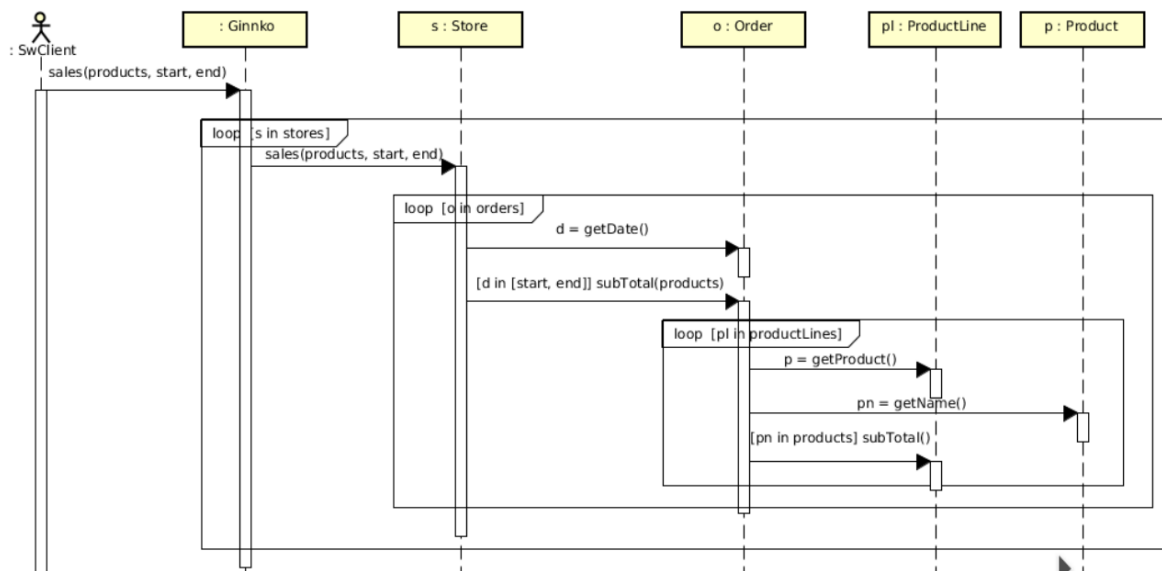 : SwClient
: Ginnko
s : Store
o : Order
pl : ProductLine
p : Product
sales(products, start, end)
loop [s in stores]
sales(products, start, end)
loop [o in orders]
d = getDate()
[d in [start, end]] subTotal(products)
loop [pl in productLines]
p = getProduct()
pn = getName()
[pn in products] subTotal()